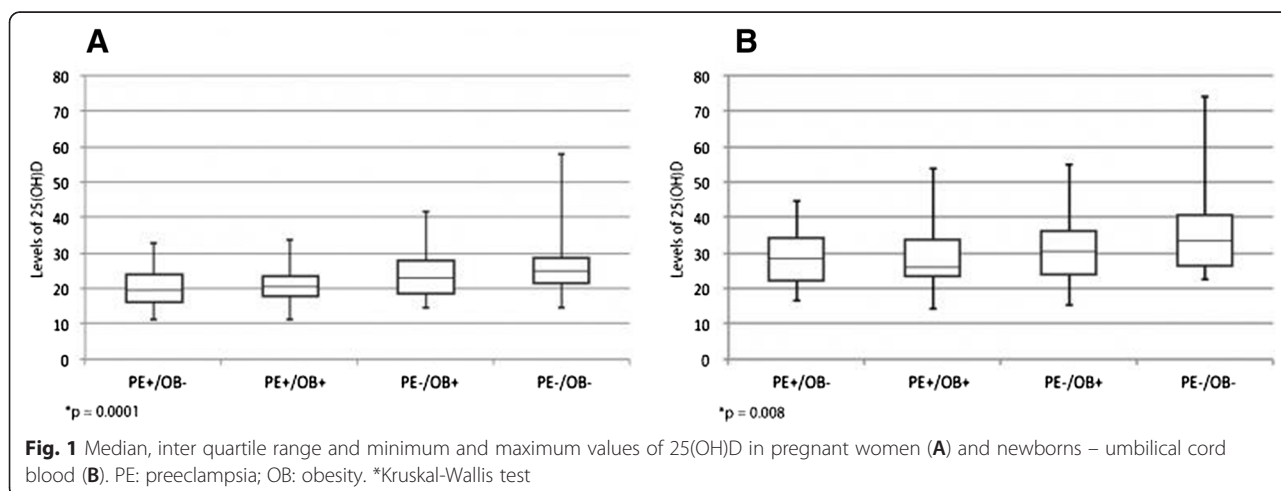 A
Levels of 25(OH)D
80
70
60
50
40
30
20
10
0
PE+/OB- PE+/OB+ PE-/OB+ PE-/OB-
*p = 0.0001
B
Levels of 25(OH)D
80
70
60
50
40
30
20
10
0
PE+/OB- PE+/OB+ PE-/OB+ PE-/OB-
*p = 0.008
Fig. 1 Median, inter quartile range and minimum and maximum values of 25(OH)D in pregnant women (A) and newborns – umbilical cord
blood (B). PE: preeclampsia; OB: obesity. *Kruskal-Wallis test